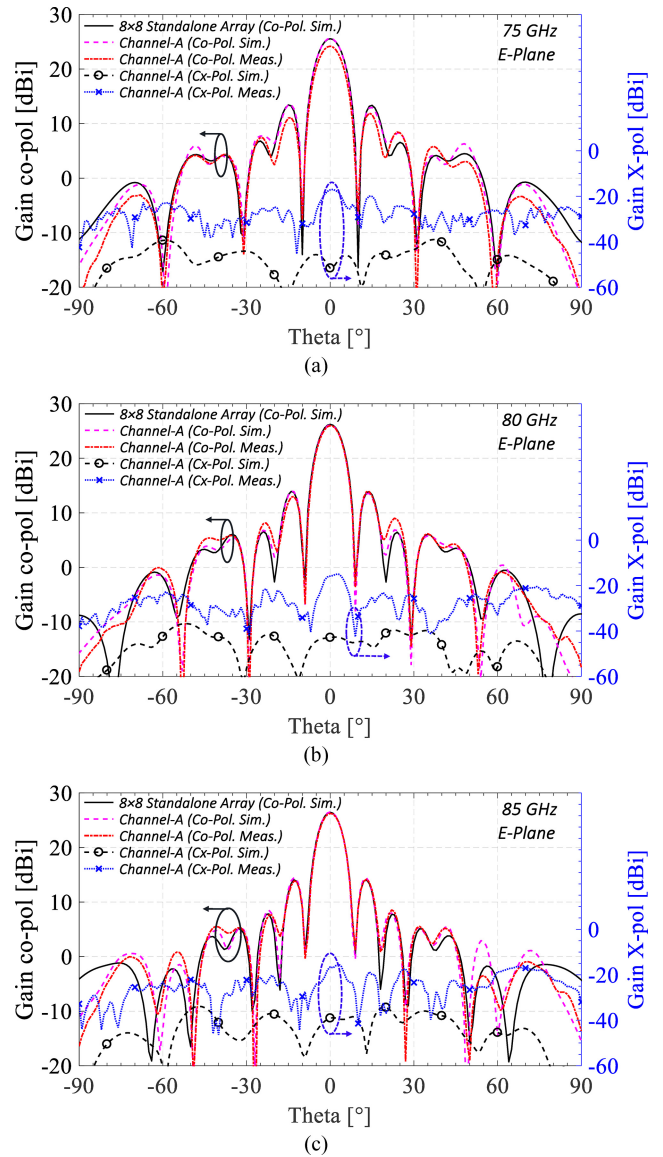 30
20
10
0
-10
-20
Gain co-pol [dBi]
8×8 Standalone Array (Co-Pol. Sim.)
Channel-A (Co-Pol. Sim.)
Channel-A (Co-Pol. Meas.)
Channel-A (Cx-Pol. Sim.)
Channel-A (Cx-Pol. Meas.)
75 GHz
E-Plane
0
-20
-40
-60
Gain X-pol [dBi]
-90 -60 -30 0 30 60 90
Theta [°]
(a)
30
20
10
0
-10
-20
Gain co-pol [dBi]
8×8 Standalone Array (Co-Pol. Sim.)
Channel-A (Co-Pol. Sim.)
Channel-A (Co-Pol. Meas.)
Channel-A (Cx-Pol. Sim.)
Channel-A (Cx-Pol. Meas.)
80 GHz
E-Plane
0
-20
-40
-60
Gain X-pol [dBi]
-90 -60 -30 0 30 60 90
Theta [°]
(b)
30
20
10
0
-10
-20
Gain co-pol [dBi]
8×8 Standalone Array (Co-Pol. Sim.)
Channel-A (Co-Pol. Sim.)
Channel-A (Co-Pol. Meas.)
Channel-A (Cx-Pol. Sim.)
Channel-A (Cx-Pol. Meas.)
85 GHz
E-Plane
0
-20
-40
-60
Gain X-pol [dBi]
-90 -60 -30 0 30 60 90
Theta [°]
(c)